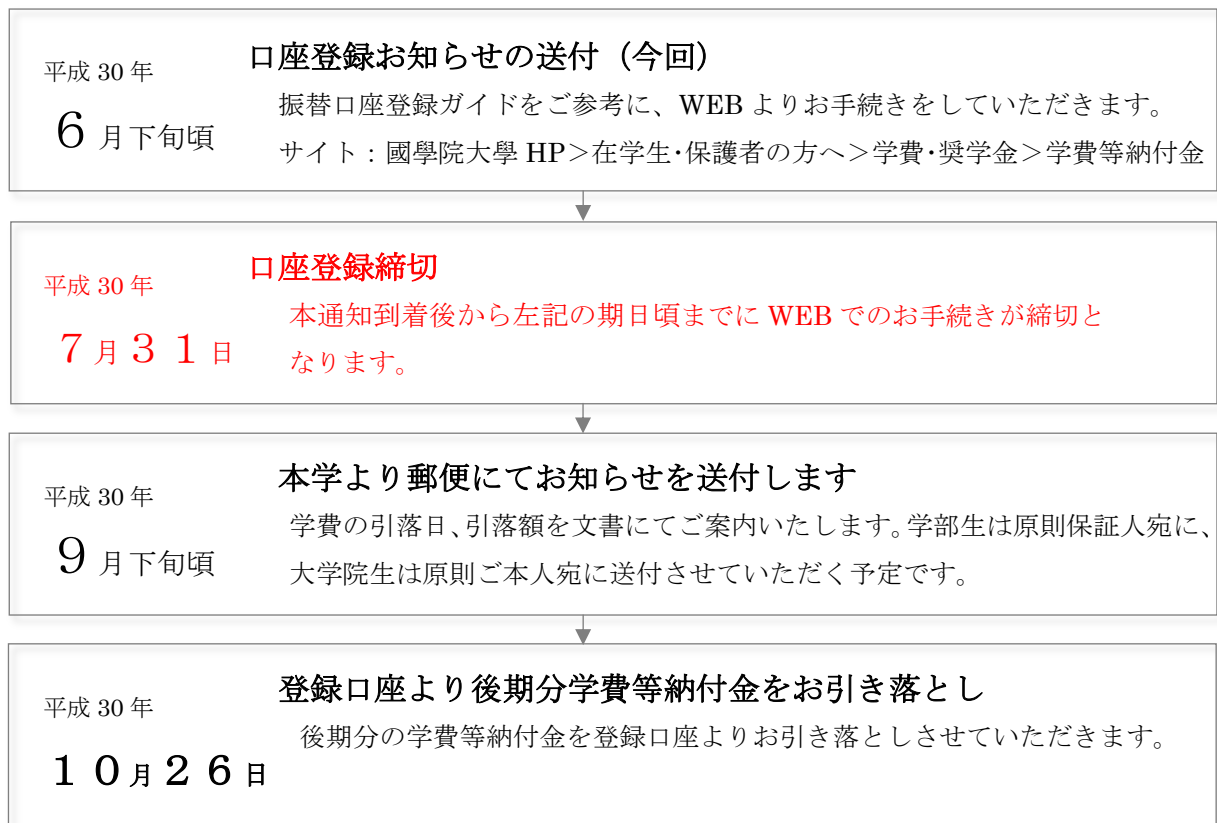 口座登録お知らせの送付（今回）
平成 30 年
６月下旬頃
振替口座登録ガイドをご参考に、WEB よりお手続きをしていただきます。
サイト：國學院大學 HP＞在学生・保護者の方へ＞学費・奨学金＞学費等納付金
口座登録締切
平成 30 年
７月３１日
本通知到着後から左記の期日頃までに WEB でのお手続きが締切と
なります。
本学より郵便にてお知らせを送付します
平成 30 年
９月下旬頃
学費の引落日、引落額を文書にてご案内いたします。学部生は原則保証人宛に、
大学院生は原則ご本人宛に送付させていただく予定です。
登録口座より後期分学費等納付金をお引き落とし
平成 30 年
１０月２６日
後期分の学費等納付金を登録口座よりお引き落としさせていただきます。